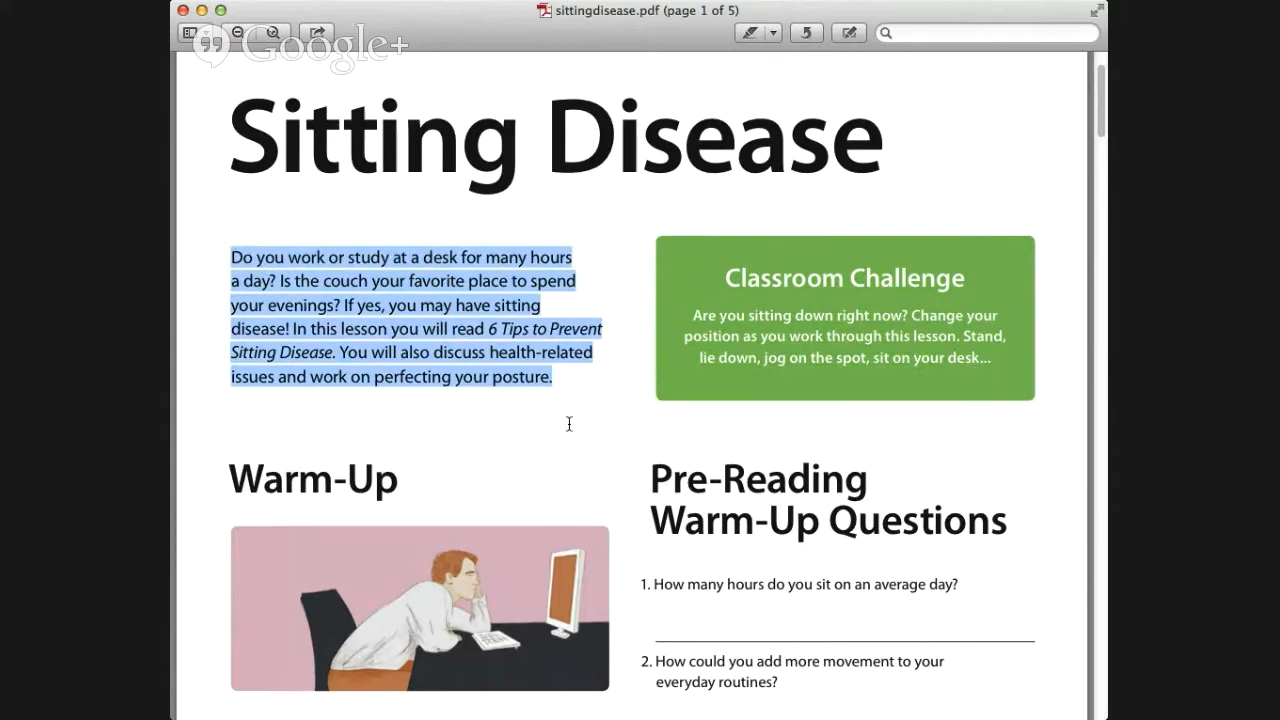 sittingdisease.pdf (page 1 of 5)
Google+
Sitting Disease
Do you work or study at a desk for many hours
a day? Is the couch your favorite place to spend
your evenings? If yes, you may have sitting
disease! In this lesson you will read 6 Tips to Prevent
Sitting Disease. You will also discuss health-related
issues and work on perfecting your posture.
Classroom Challenge
Are you sitting down right now? Change your
position as you work through this lesson. Stand,
lie down, jog on the spot, sit on your desk...
Warm-Up
Pre-Reading
Warm-Up Questions
1. How many hours do you sit on an average day?
2. How could you add more movement to your
everyday routines?